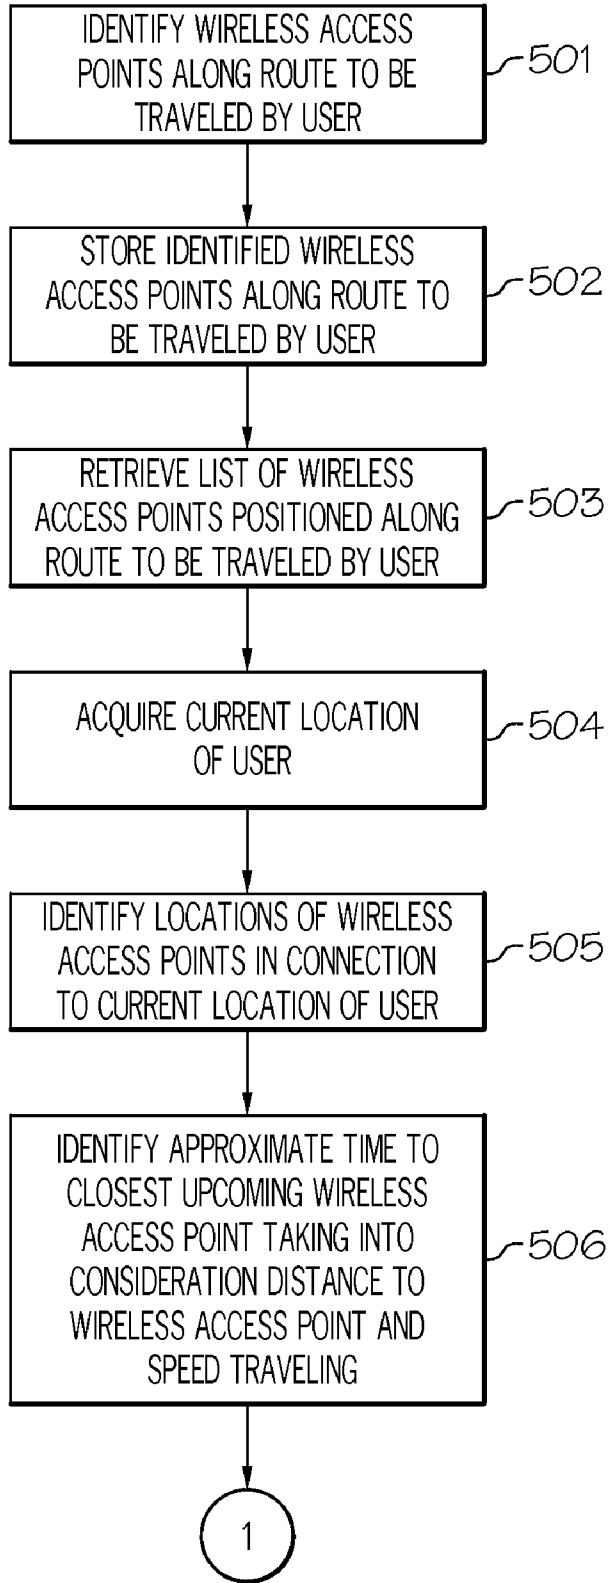 IDENTIFY WIRELESS ACCESS
POINTS ALONG ROUTE TO BE
TRAVELED BY USER
501
STORE IDENTIFIED WIRELESS
ACCESS POINTS ALONG ROUTE TO
BE TRAVELED BY USER
502
RETRIEVE LIST OF WIRELESS
ACCESS POINTS POSITIONED ALONG
ROUTE TO BE TRAVELED BY USER
503
ACQUIRE CURRENT LOCATION
OF USER
504
IDENTIFY LOCATIONS OF WIRELESS
ACCESS POINTS IN CONNECTION
TO CURRENT LOCATION OF USER
505
IDENTIFY APPROXIMATE TIME TO
CLOSEST UPCOMING WIRELESS
ACCESS POINT TAKING INTO
CONSIDERATION DISTANCE TO
WIRELESS ACCESS POINT AND
SPEED TRAVELING
506
1